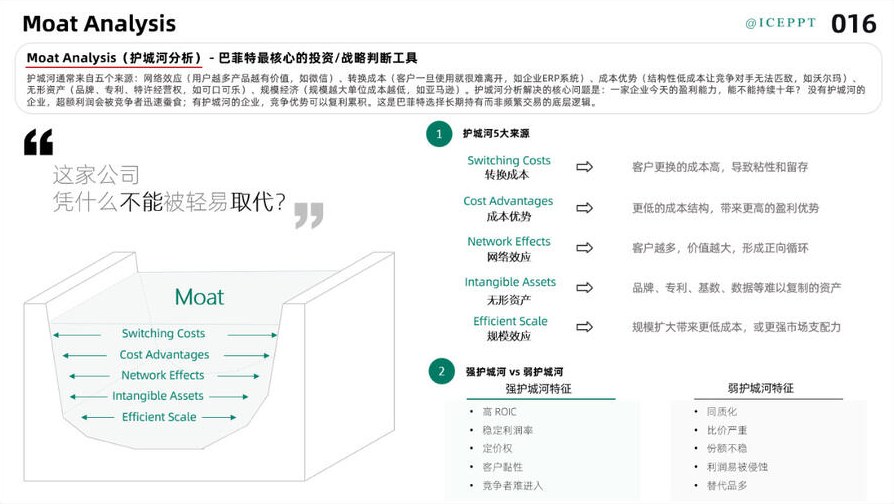 Moat Analysis
@ICEPPT 016
Moat Analysis（护城河分析） - 巴菲特最核心的投资/战略判断工具
护城河通常来自五个来源：网络效应（用户越多产品越有价值，如微信）、转换成本（客户一旦使用就很难离开，如企业ERP系统）、成本优势（结构性低成本让竞争对手无法匹敌，如沃尔玛）、
无形资产（品牌、专利、特许经营权，如可口可乐）、规模经济（规模越大单位成本越低，如亚马逊）。护城河分析解决的核心问题是：一家企业今天的盈利能力，能不能持续十年？ 没有护城河的
企业，超额利润会被竞争者迅速蚕食；有护城河的企业，竞争优势可以复利累积。这是巴菲特选择长期持有而非频繁交易的底层逻辑。
这家公司
凭什么不能被轻易取代？
Moat
Switching Costs
Cost Advantages
Network Effects
Intangible Assets
Efficient Scale
1 护城河5大来源
Switching Costs
转换成本
客户更换的成本高，导致粘性和留存
Cost Advantages
成本优势
更低的成本结构，带来更高的盈利优势
Network Effects
网络效应
客户越多，价值越大，形成正向循环
Intangible Assets
无形资产
品牌、专利、基数、数据等难以复制的资产
Efficient Scale
规模效应
规模扩大带来更低成本，或更强市场支配力
2 强护城河 vs 弱护城河
强护城河特征
• 高 ROIC
• 稳定利润率
• 定价权
• 客户黏性
• 竞争者难进入
弱护城河特征
• 同质化
• 比价严重
• 份额不稳
• 利润易被侵蚀
• 替代品多